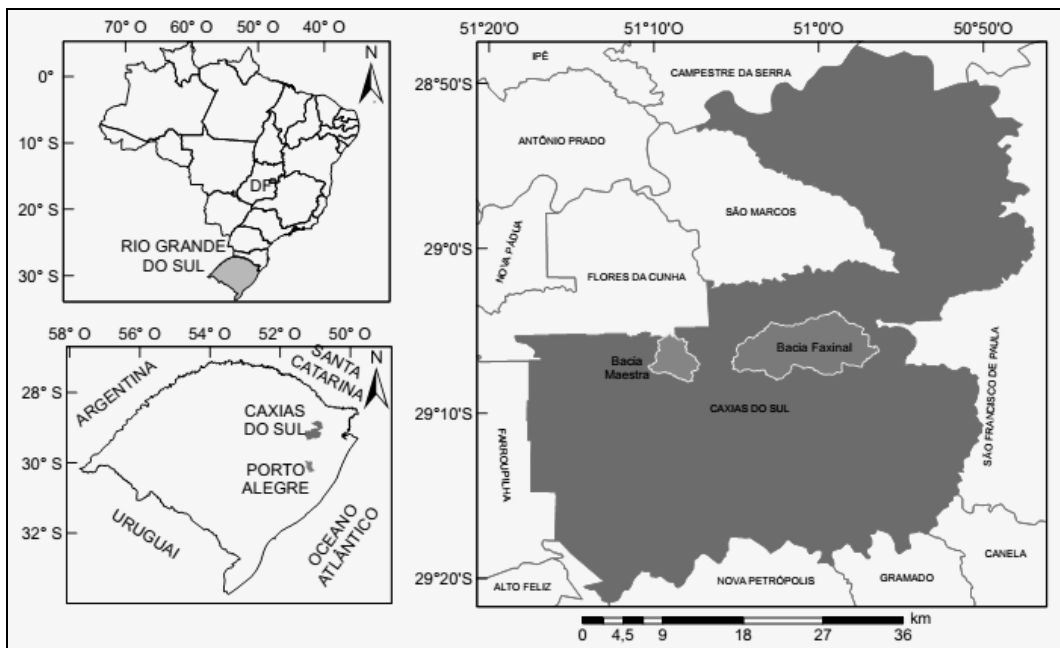 70° O 60° O 50° O 40° O
N
0°
10° S
20° S
30° S
DF
RIO GRANDE
DO SUL
58° O 56° O 54° O 52° O 50° O
N
28° S
30° S
32° S
ARGENTINA
SANTA
CATARINA
CAXIAS
DO SUL
PORTO
ALEGRE
URUGUAI
OCEANO
ATLÂNTICO
51°20'O 51°10'O 51°0'O 50°55'O
28°50'S
29°0'S
29°10'S
29°20'S
IPÊ
CAMPESTRE DA SERRA
ANTÔNIO PRADO
SÃO MARCOS
NOVA PÁDUA
FLORES DA CUNHA
Bacia
Maestra
Bacia Faxinal
CAXIAS DO SUL
SÃO FRANCISCO DE PAULA
FARROUPILHA
CANELA
ALTO FELIZ
NOVA PETRÓPOLIS
GRAMADO
km
0 4,5 9 18 27 36